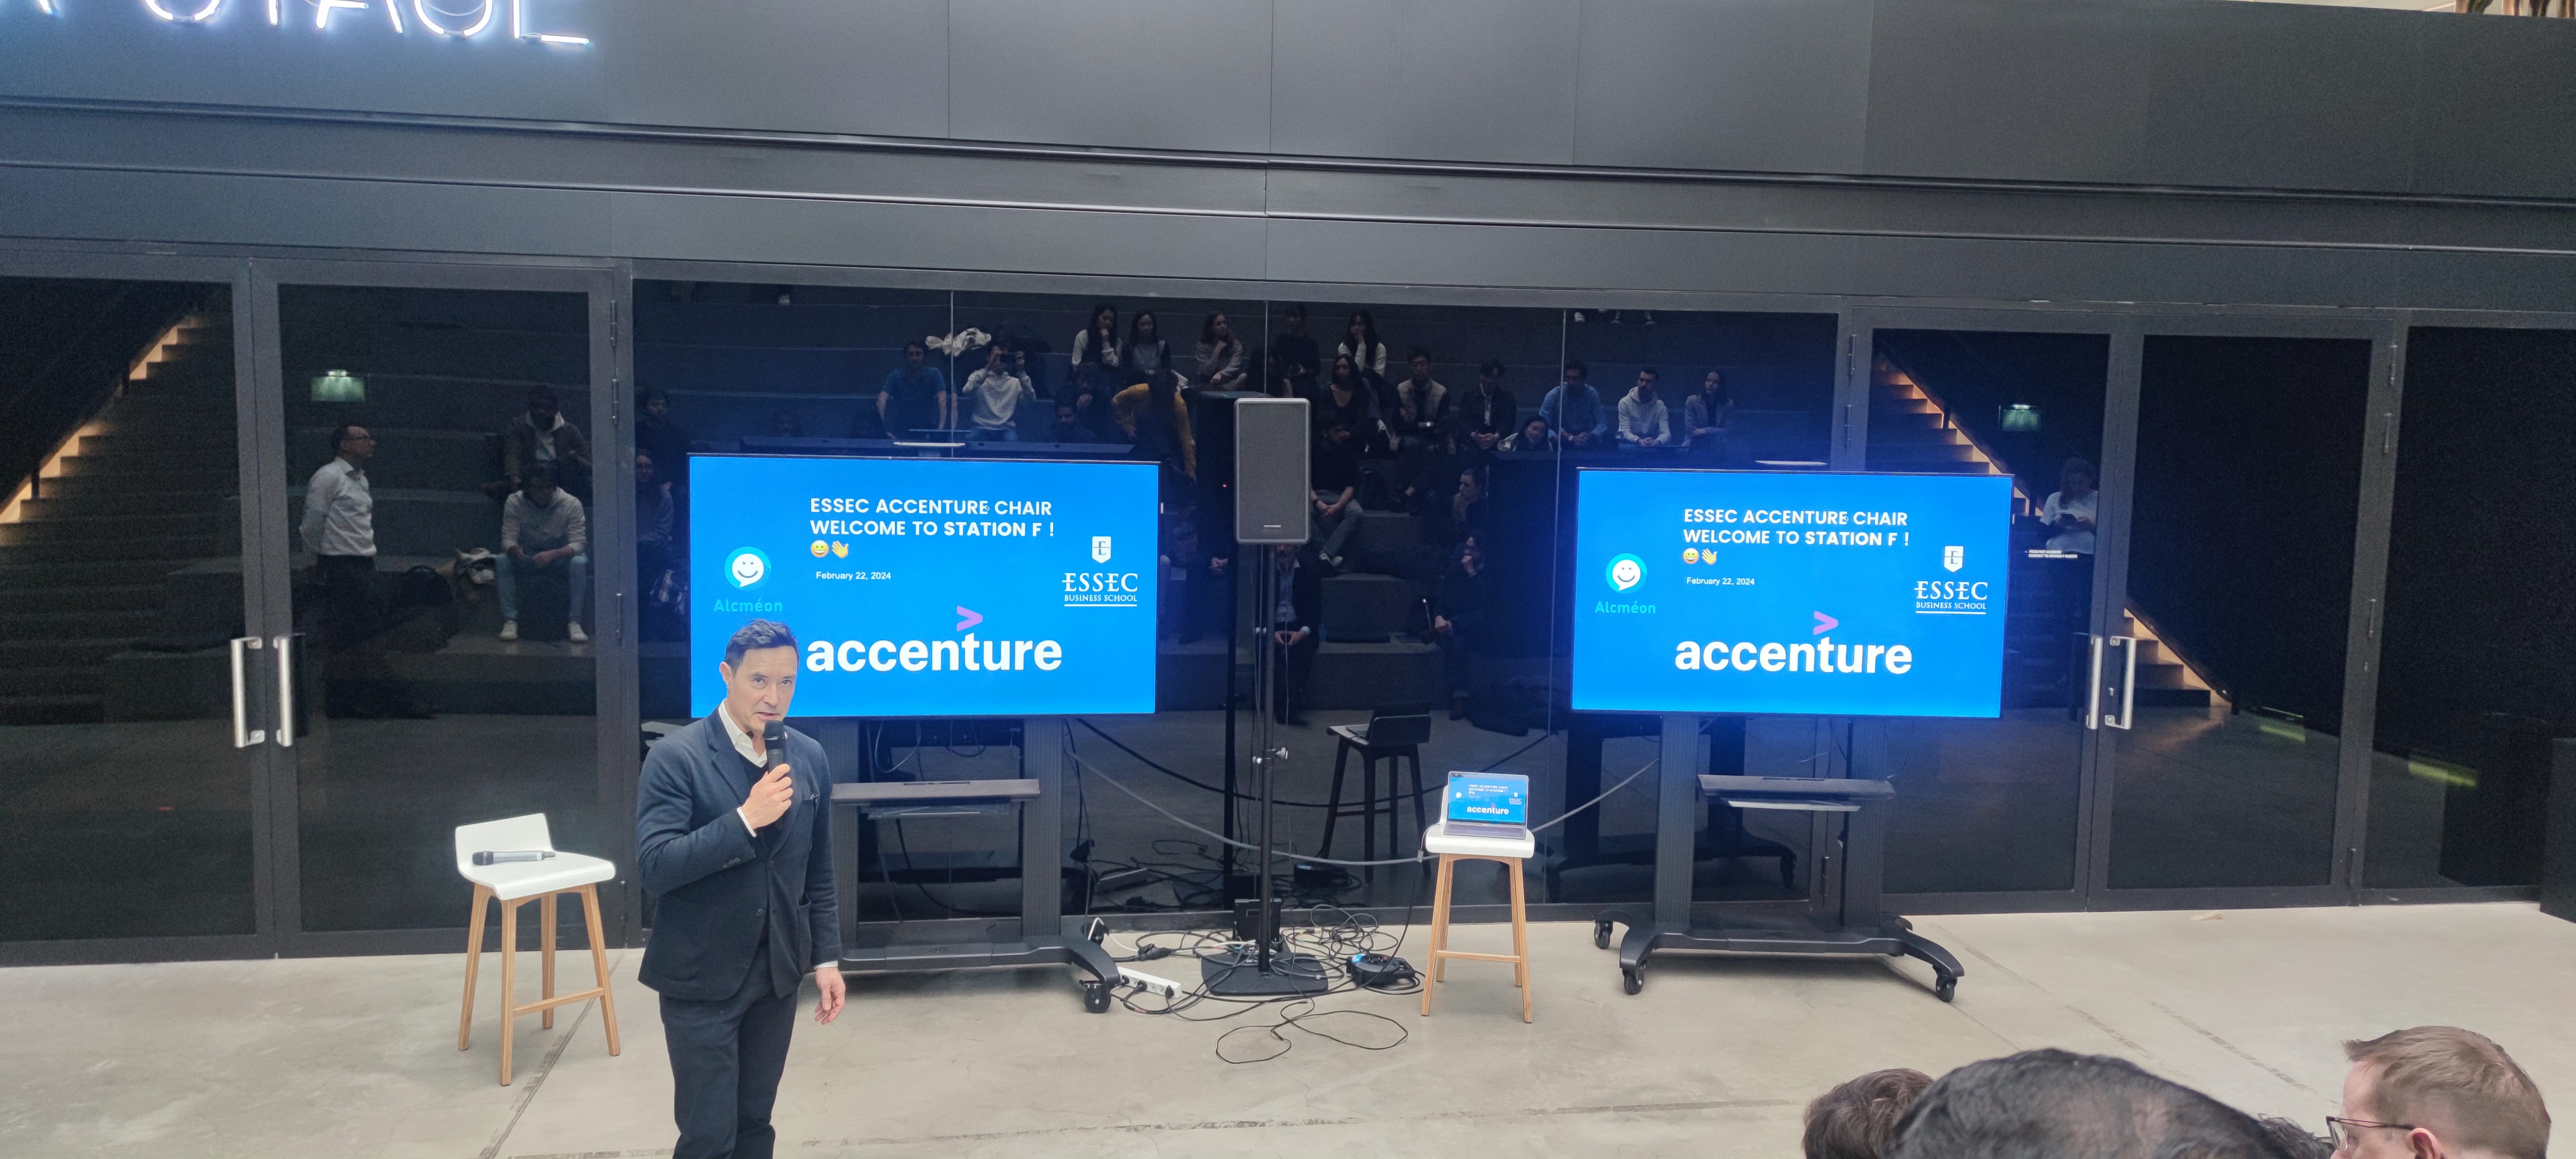 STAGE
ESSEC ACCENTURE CHAIR
WELCOME TO STATION F !
😄👋
February 22, 2024
Alcméon
ESSEC
BUSINESS SCHOOL
>
accenture
ESSEC ACCENTURE CHAIR
WELCOME TO STATION F !
😄👋
February 22, 2024
Alcméon
ESSEC
BUSINESS SCHOOL
>
accenture
accenture